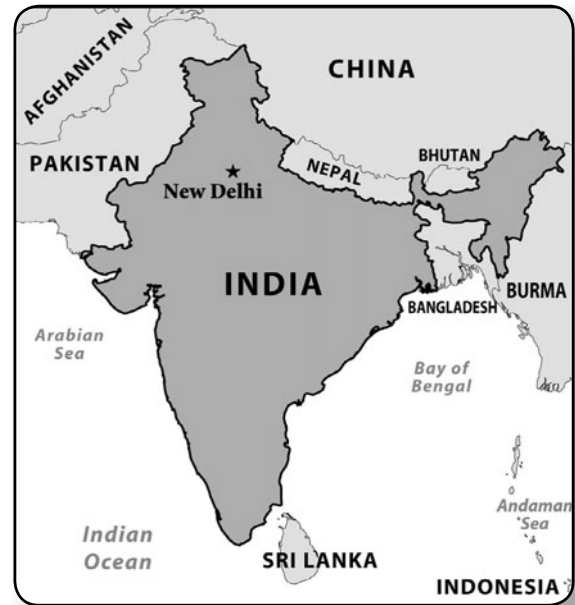 AFGHANISTAN
CHINA
PAKISTAN
NEPAL
BHUTAN
New Delhi
INDIA
BANGLADESH
BURMA
Arabian
Sea
Bay of
Bengal
Andaman
Sea
Indian
Ocean
SRI LANKA
INDONESIA